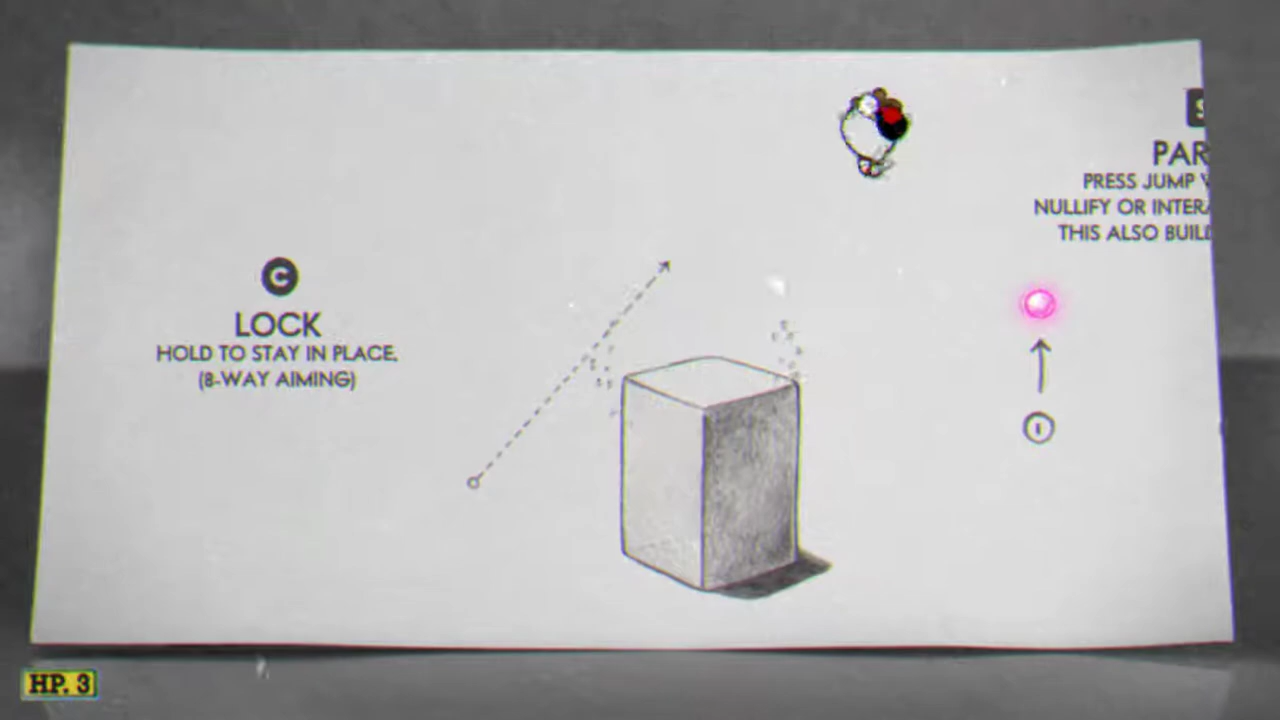 C
LOCK
HOLD TO STAY IN PLACE.
(8-WAY AIMING)
PAR
PRESS JUMP
NULLIFY OR INTER
THIS ALSO BUIL
HP. 3